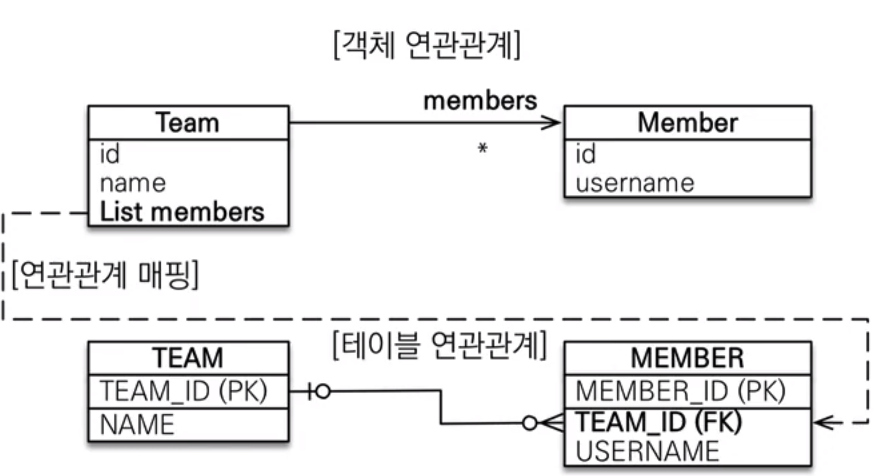 [객체 연관관계]
members
Team
Member
*
id
name
List members
id
username
[연관관계 매핑]
[테이블 연관관계]
TEAM
TEAM_ID (PK)
NAME
MEMBER
MEMBER_ID (PK)
TEAM_ID (FK)
USERNAME